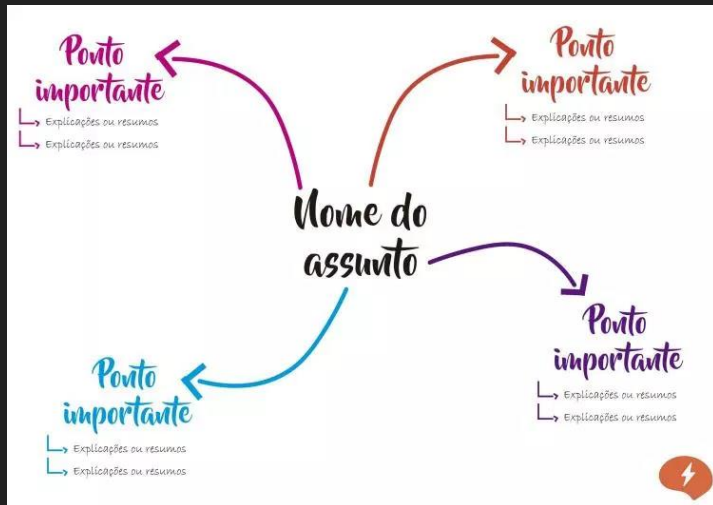 Ponto
importante
Explicações ou resumos
Explicações ou resumos
Ponto
importante
Explicações ou resumos
Explicações ou resumos
Nome do
assunto
Ponto
importante
Explicações ou resumos
Explicações ou resumos
Ponto
importante
Explicações ou resumos
Explicações ou resumos